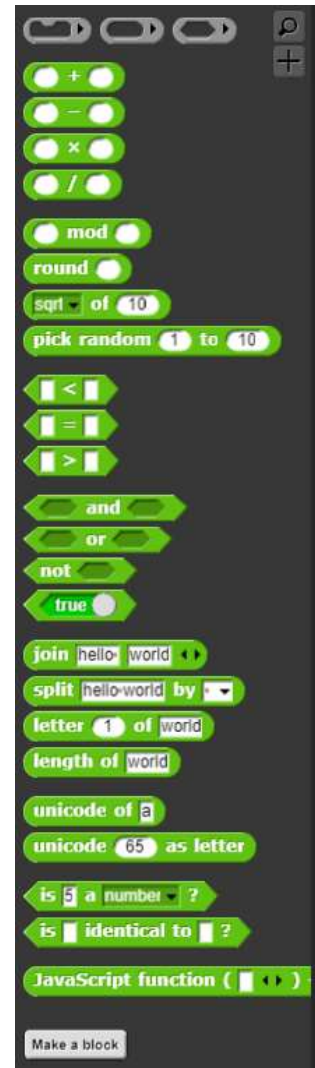 +
−
×
/
mod
round
sqrt of 10
pick random 1 to 10
<
=
>
and
or
not
true
join hello world
split hello world by
letter 1 of world
length of world
unicode of a
unicode 65 as letter
is 5 a number ?
is identical to ?
JavaScript function ( )
Make a block